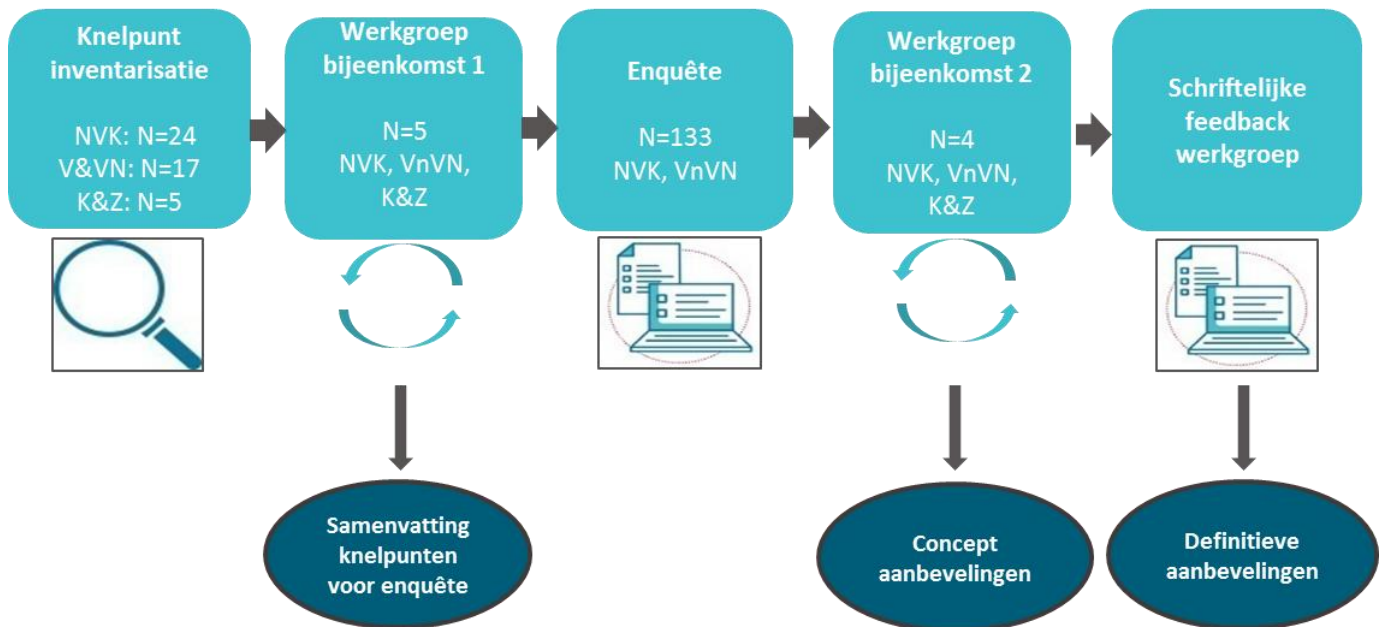 Knelpunt
inventarisatie
NVK: N=24
V&VN: N=17
K&Z: N=5
Werkgroep
bijeenkomst 1
N=5
NVK, VnVN,
K&Z
Enquête
N=133
NVK, VnVN
Werkgroep
bijeenkomst 2
N=4
NVK, VnVN,
K&Z
Schriftelijke
feedback
werkgroep
Samenvatting
knelpunten
voor enquête
Concept
aanbevelingen
Definitieve
aanbevelingen